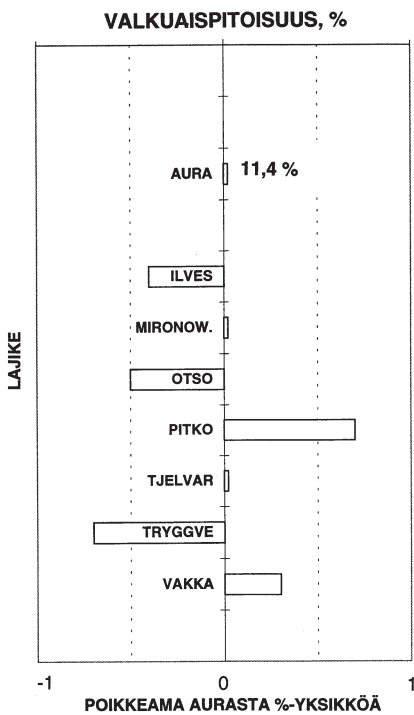 VALKUAISPITOISUUS, %
AURA 11,4 %
ILVES
MIRONOW.
OTSO
PITKO
TJELVAR
TRYGGVE
VAKKA
LAJIKE
-1 0 1
POIKKEAMA AURASTA %-YKSIKKÖÄ